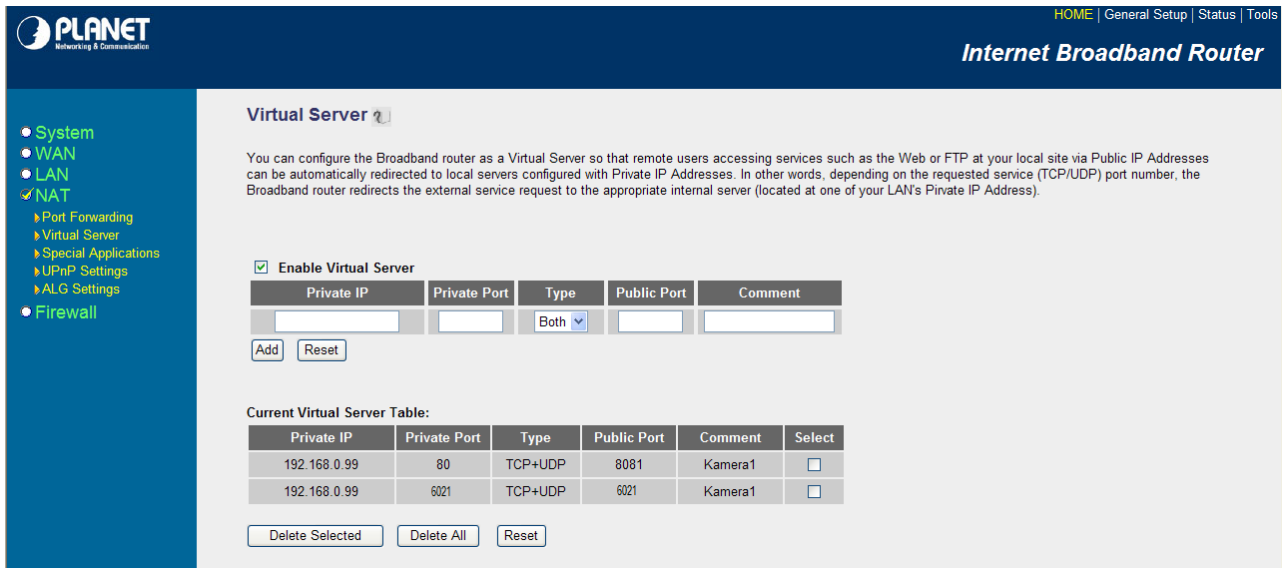 PLANET
Networking & Communication
HOME | General Setup | Status | Tools
Internet Broadband Router
System
WAN
LAN
NAT
Port Forwarding
Virtual Server
Special Applications
UPnP Settings
ALG Settings
Firewall
Virtual Server
You can configure the Broadband router as a Virtual Server so that remote users accessing services such as the Web or FTP at your local site via Public IP Addresses
can be automatically redirected to local servers configured with Private IP Addresses. In other words, depending on the requested service (TCP/UDP) port number, the
Broadband router redirects the external service request to the appropriate internal server (located at one of your LAN's Private IP Address).
Enable Virtual Server
Private IP Private Port Type Public Port Comment
Both
Add Reset
Current Virtual Server Table:
Private IP Private Port Type Public Port Comment Select
192.168.0.99 80 TCP+UDP 8081 Kamera1
192.168.0.99 6021 TCP+UDP 6021 Kamera1
Delete Selected Delete All Reset